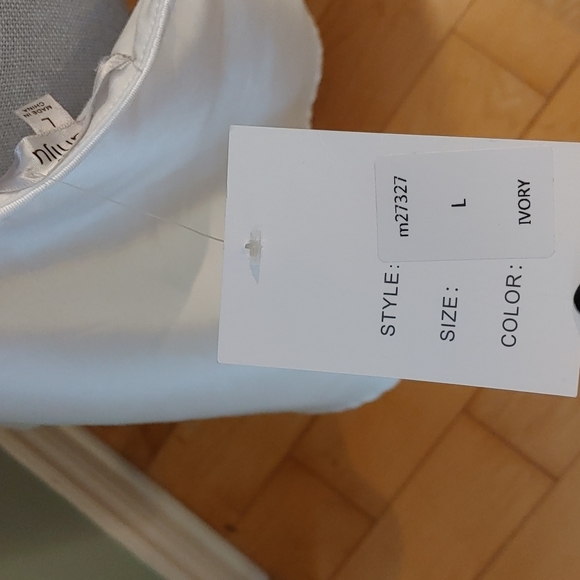 STYLE: m27327
SIZE: L
COLOR: IVORY
L
MADE IN
CHINA